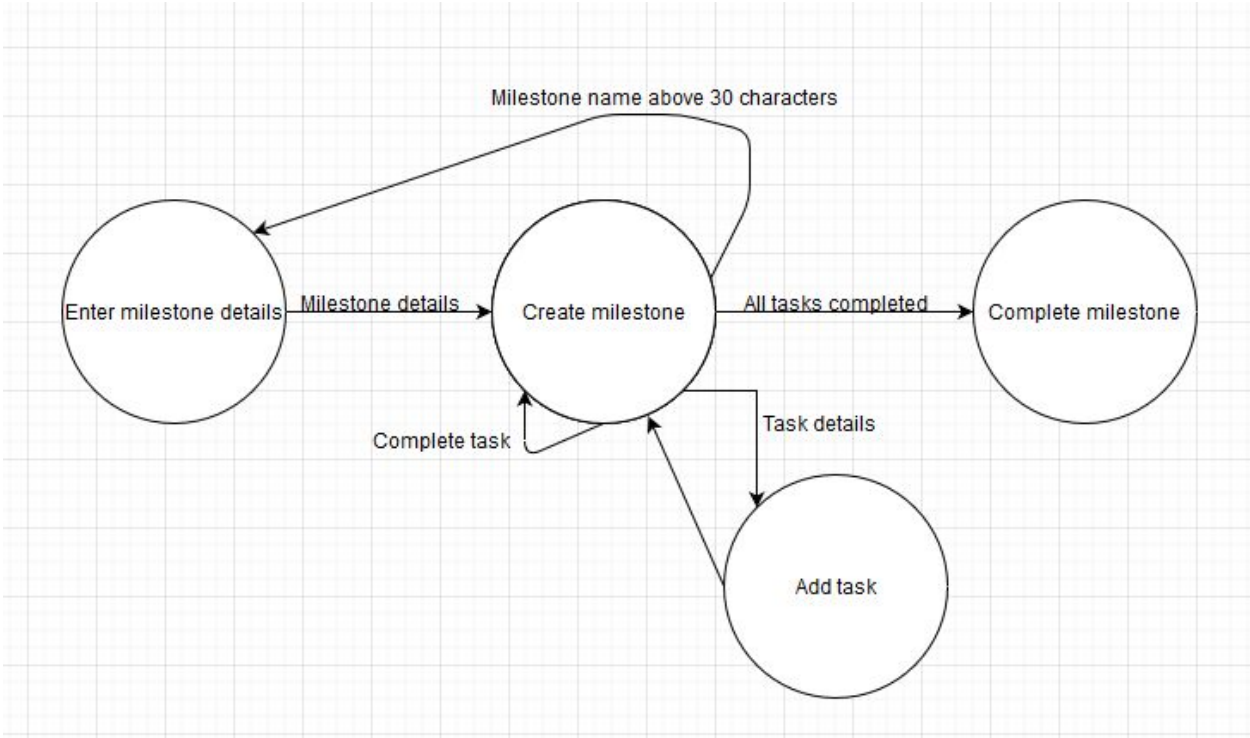 Milestone name above 30 characters
Enter milestone details
Milestone details
Create milestone
All tasks completed
Complete milestone
Task details
Complete task
Add task